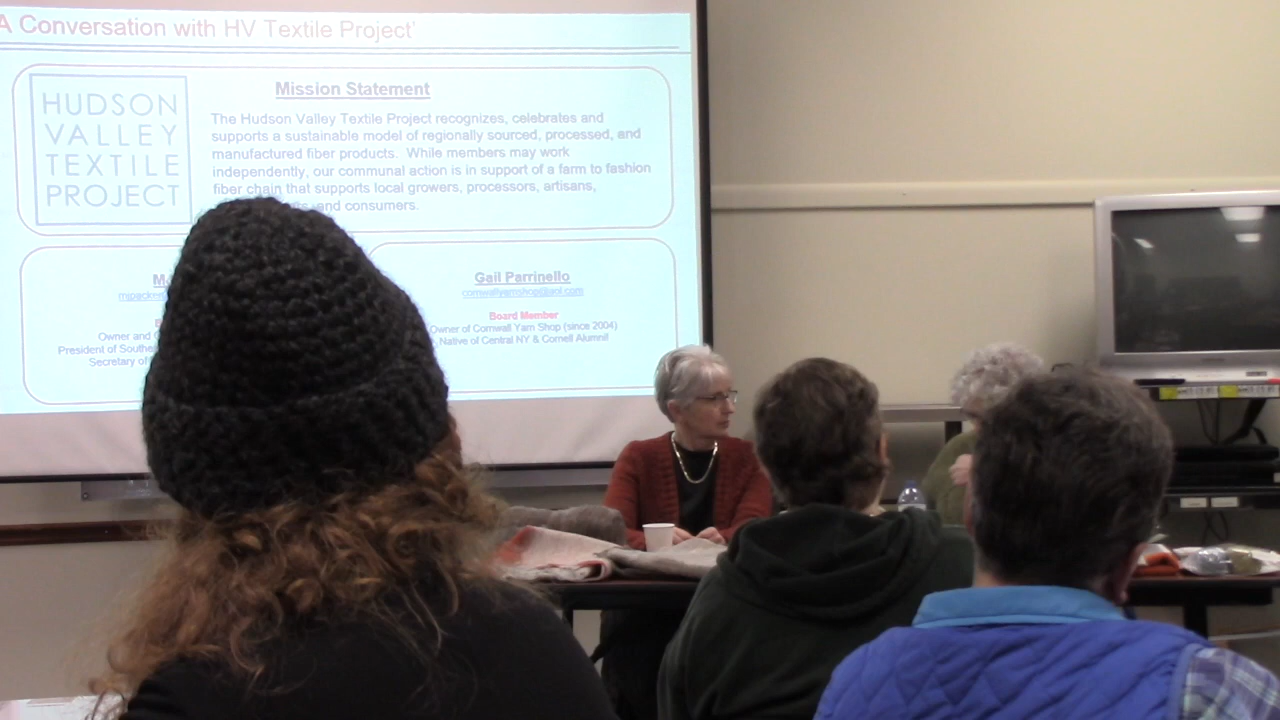 A Conversation with HV Textile Project'
HUDSON
VALLEY
TEXTILE
PROJECT
Mission Statement
The Hudson Valley Textile Project recognizes, celebrates and
supports a sustainable model of regionally sourced, processed, and
manufactured fiber products. While members may work
independently, our communal action is in support of a farm to fashion
fiber chain that supports local growers, processors, artisans,
and consumers.
Owner and
President of
Secretary of
Gail Parrinello
cornwallyarnshop@aol.com
Board Member
Owner of Cornwall Yarn Shop (since 2004)
Native of Central NY & Cornell Alumni!